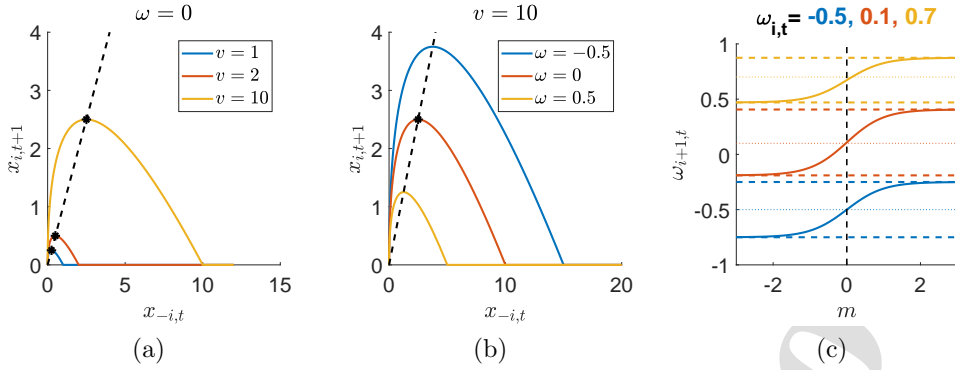 ω = 0
x_{i,t+1}
4
3
2
1
0
v = 1
v = 2
v = 10
0
5
10
15
x_{−i,t}
(a)
v = 10
x_{i,t+1}
4
3
2
1
0
ω = −0.5
ω = 0
ω = 0.5
0
10
20
x_{−i,t}
(b)
ω_{i,t}= -0.5, 0.1, 0.7
ω_{i+1,t}
1
0.5
0
-0.5
-1
-2
0
2
m
(c)